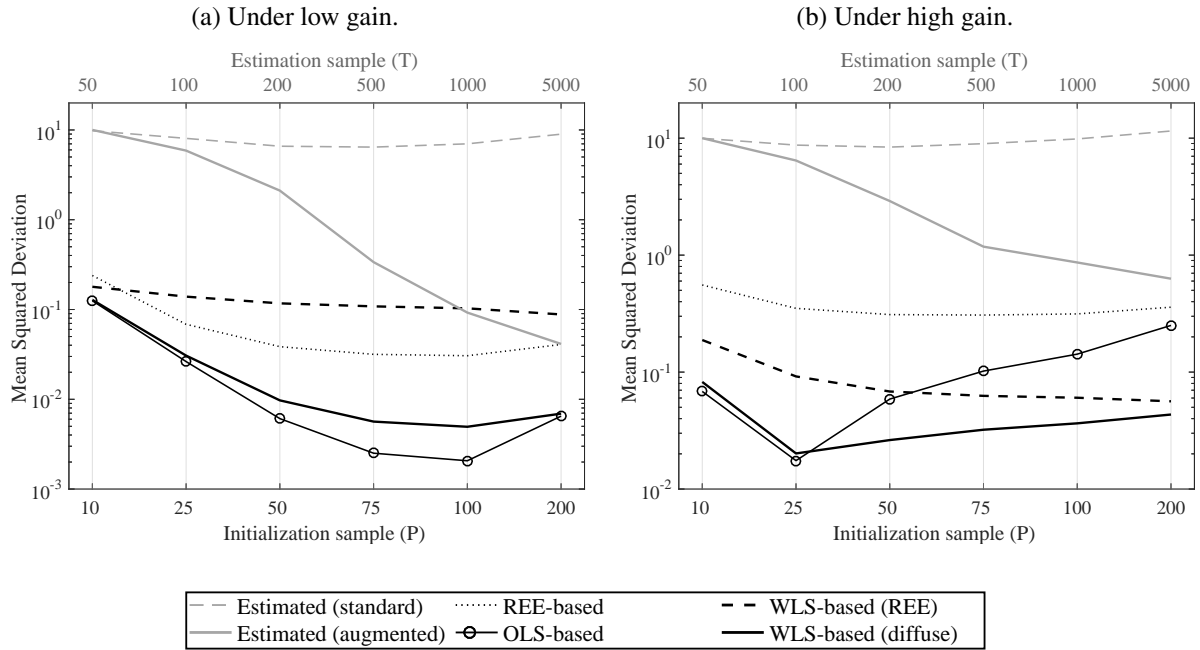 (a) Under low gain.
Estimation sample (T)
50 100 200 500 1000 5000
10^1
10^0
10^-1
10^-2
10^-3
Mean Squared Deviation
10 25 50 75 100 200
Initialization sample (P)
(b) Under high gain.
Estimation sample (T)
50 100 200 500 1000 5000
10^1
10^0
10^-1
10^-2
Mean Squared Deviation
10 25 50 75 100 200
Initialization sample (P)
Estimated (standard) REE-based WLS-based (REE)
Estimated (augmented) OLS-based WLS-based (diffuse)